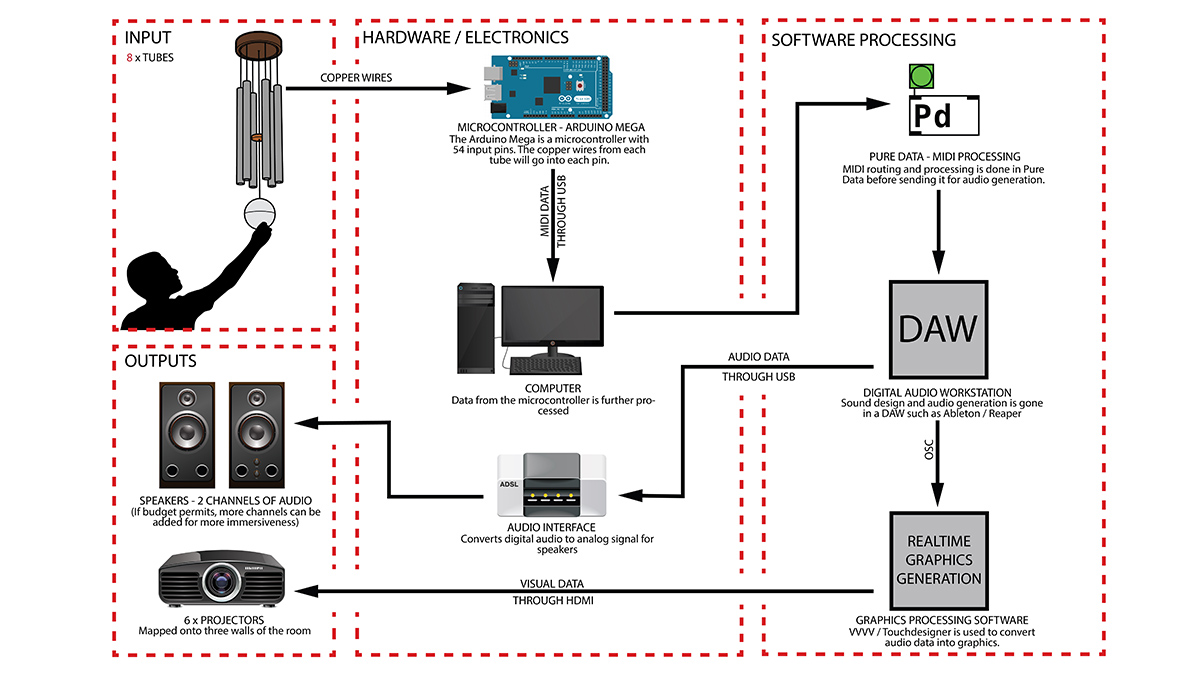 INPUT
8 x TUBES
COPPER WIRES
HARDWARE / ELECTRONICS
MICROCONTROLLER - ARDUINO MEGA
The Arduino Mega is a microcontroller with
54 input pins. The copper wires from each
tube will go into each pin.
MIDI DATA
THROUGH USB
COMPUTER
Data from the microcontroller is further pro-
cessed
SOFTWARE PROCESSING
Pd
PURE DATA - MIDI PROCESSING
MIDI routing and processing is done in Pure
Data before sending it for audio generation.
DAW
DIGITAL AUDIO WORKSTATION
Sound design and audio generation is gone
in a DAW such as Ableton / Reaper
OSC
REALTIME
GRAPHICS
GENERATION
GRAPHICS PROCESSING SOFTWARE
VVVV / Touchdesigner is used to convert
audio data into graphics.
AUDIO DATA
THROUGH USB
ADSL
AUDIO INTERFACE
Converts digital audio to analog signal for
speakers
VISUAL DATA
THROUGH HDMI
OUTPUTS
SPEAKERS - 2 CHANNELS OF AUDIO
(If budget permits, more channels can be
added for more immersiveness)
6 x PROJECTORS
Mapped onto three walls of the room